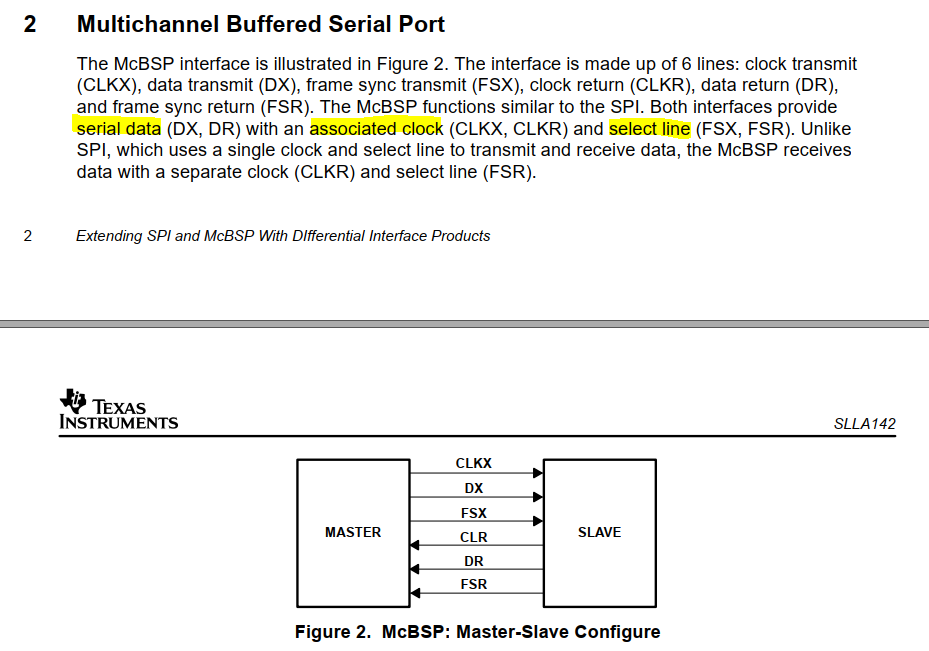 2 Multichannel Buffered Serial Port
The McBSP interface is illustrated in Figure 2. The interface is made up of 6 lines: clock transmit
(CLKX), data transmit (DX), frame sync transmit (FSX), clock return (CLKR), data return (DR),
and frame sync return (FSR). The McBSP functions similar to the SPI. Both interfaces provide
serial data (DX, DR) with an associated clock (CLKX, CLKR) and select line (FSX, FSR). Unlike
SPI, which uses a single clock and select line to transmit and receive data, the McBSP receives
data with a separate clock (CLKR) and select line (FSR).
2 Extending SPI and McBSP With DIfferential Interface Products
TEXAS
INSTRUMENTS
SLLA142
CLKX
DX
FSX
MASTER
SLAVE
CLR
DR
FSR
Figure 2. McBSP: Master-Slave Configure